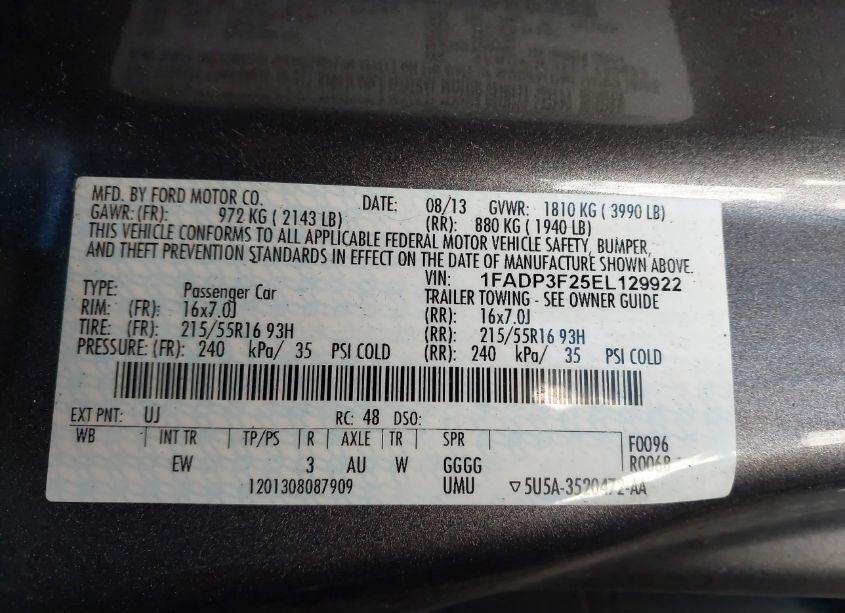 MFD. BY FORD MOTOR CO. DATE: 08/13 GVWR: 1810 KG ( 3990 LB)
GAWR: (FR): 972 KG ( 2143 LB) (RR): 880 KG ( 1940 LB)
THIS VEHICLE CONFORMS TO ALL APPLICABLE FEDERAL MOTOR VEHICLE SAFETY, BUMPER,
AND THEFT PREVENTION STANDARDS IN EFFECT ON THE DATE OF MANUFACTURE SHOWN ABOVE.
VIN: 1FADP3F25EL129922
TYPE: Passenger Car TRAILER TOWING - SEE OWNER GUIDE
RIM: (FR): 16x7.0J (RR): 16x7.0J
TIRE: (FR): 215/55R16 93H (RR): 215/55R16 93H
PRESSURE: (FR): 240 kPa/ 35 PSI COLD (RR): 240 kPa/ 35 PSI COLD
EXT PNT: UJ RC: 48 DSO:
WB INT TR TP/PS R AXLE TR SPR F0096
EW 3 AU W GGGG R0068
1201308087909 UMU ▽5U5A-3520472-AA